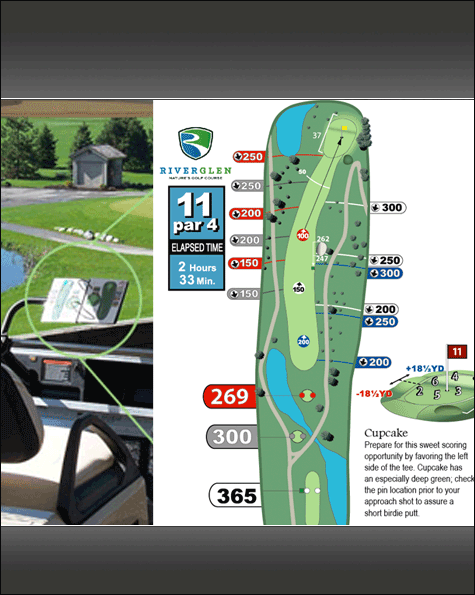 RIVERGLEN
NATURE'S GOLF COURSE
11
par 4
ELAPSED TIME
2 Hours
33 Min.
250
250
200
200
150
150
269
300
365
37
50
100
262
247
150
200
300
250
300
200
250
200
11
+18½YD
-18½YD
6
4
2
5
3
Cupcake
Prepare for this sweet scoring
opportunity by favoring the left
side of the tee. Cupcake has
an especially deep green; check
the pin location prior to your
approach shot to assure a
short birdie putt.